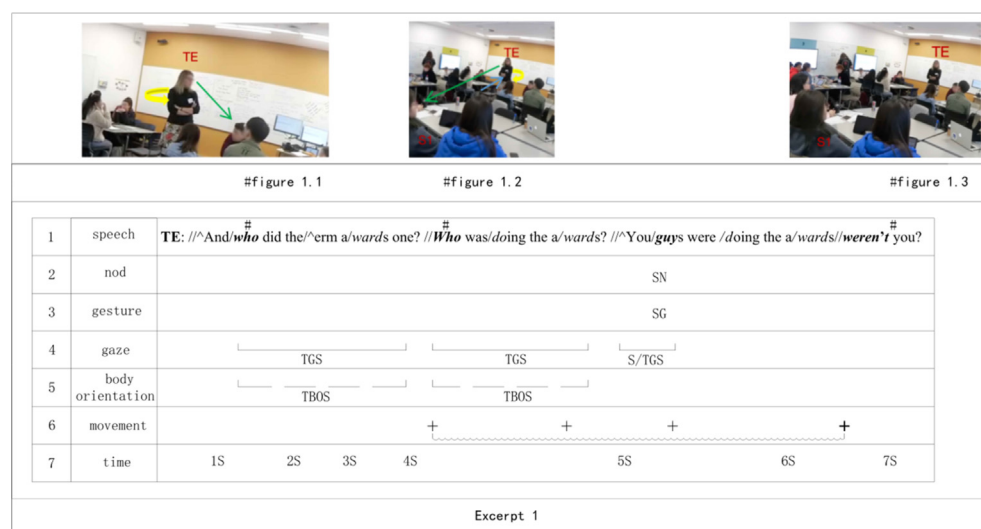 TE
TE
TE
S1
S1
#figure 1.1
#figure 1.2
#figure 1.3
# # #
1 speech TE: //^And/who did the/^erm a/wards one? //Who was/doing the a/wards? //^You/guys were /doing the a/wards//weren't you?
2 nod SN
3 gesture SG
4 gaze TGS TGS S/TGS
5 body orientation TBOS TBOS
6 movement + + + +
7 time 1S 2S 3S 4S 5S 6S 7S
Excerpt 1